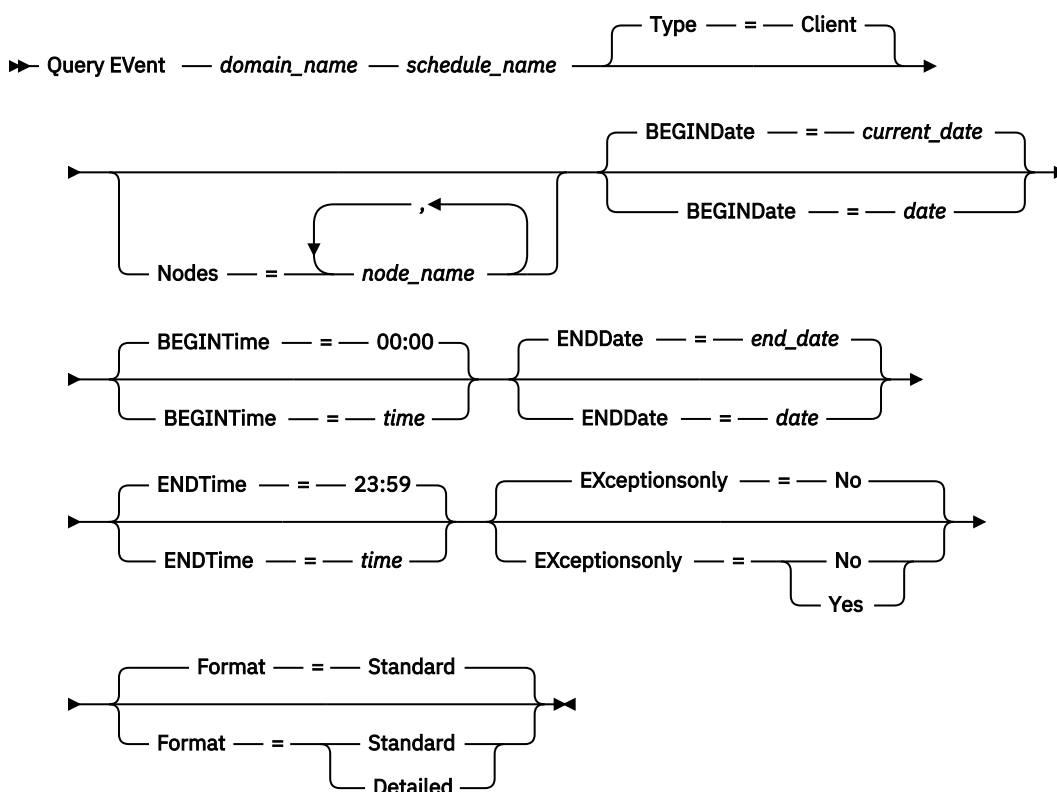 Type = Client
Query EVent domain_name schedule_name
BEGINDate = current_date
BEGINDate = date
,
Nodes = node_name
BEGINTime = 00:00
BEGINTime = time
ENDDate = end_date
ENDDate = date
ENDTime = 23:59
ENDTime = time
EXceptionsonly = No
EXceptionsonly = No
Yes
Format = Standard
Format = Standard
Detailed